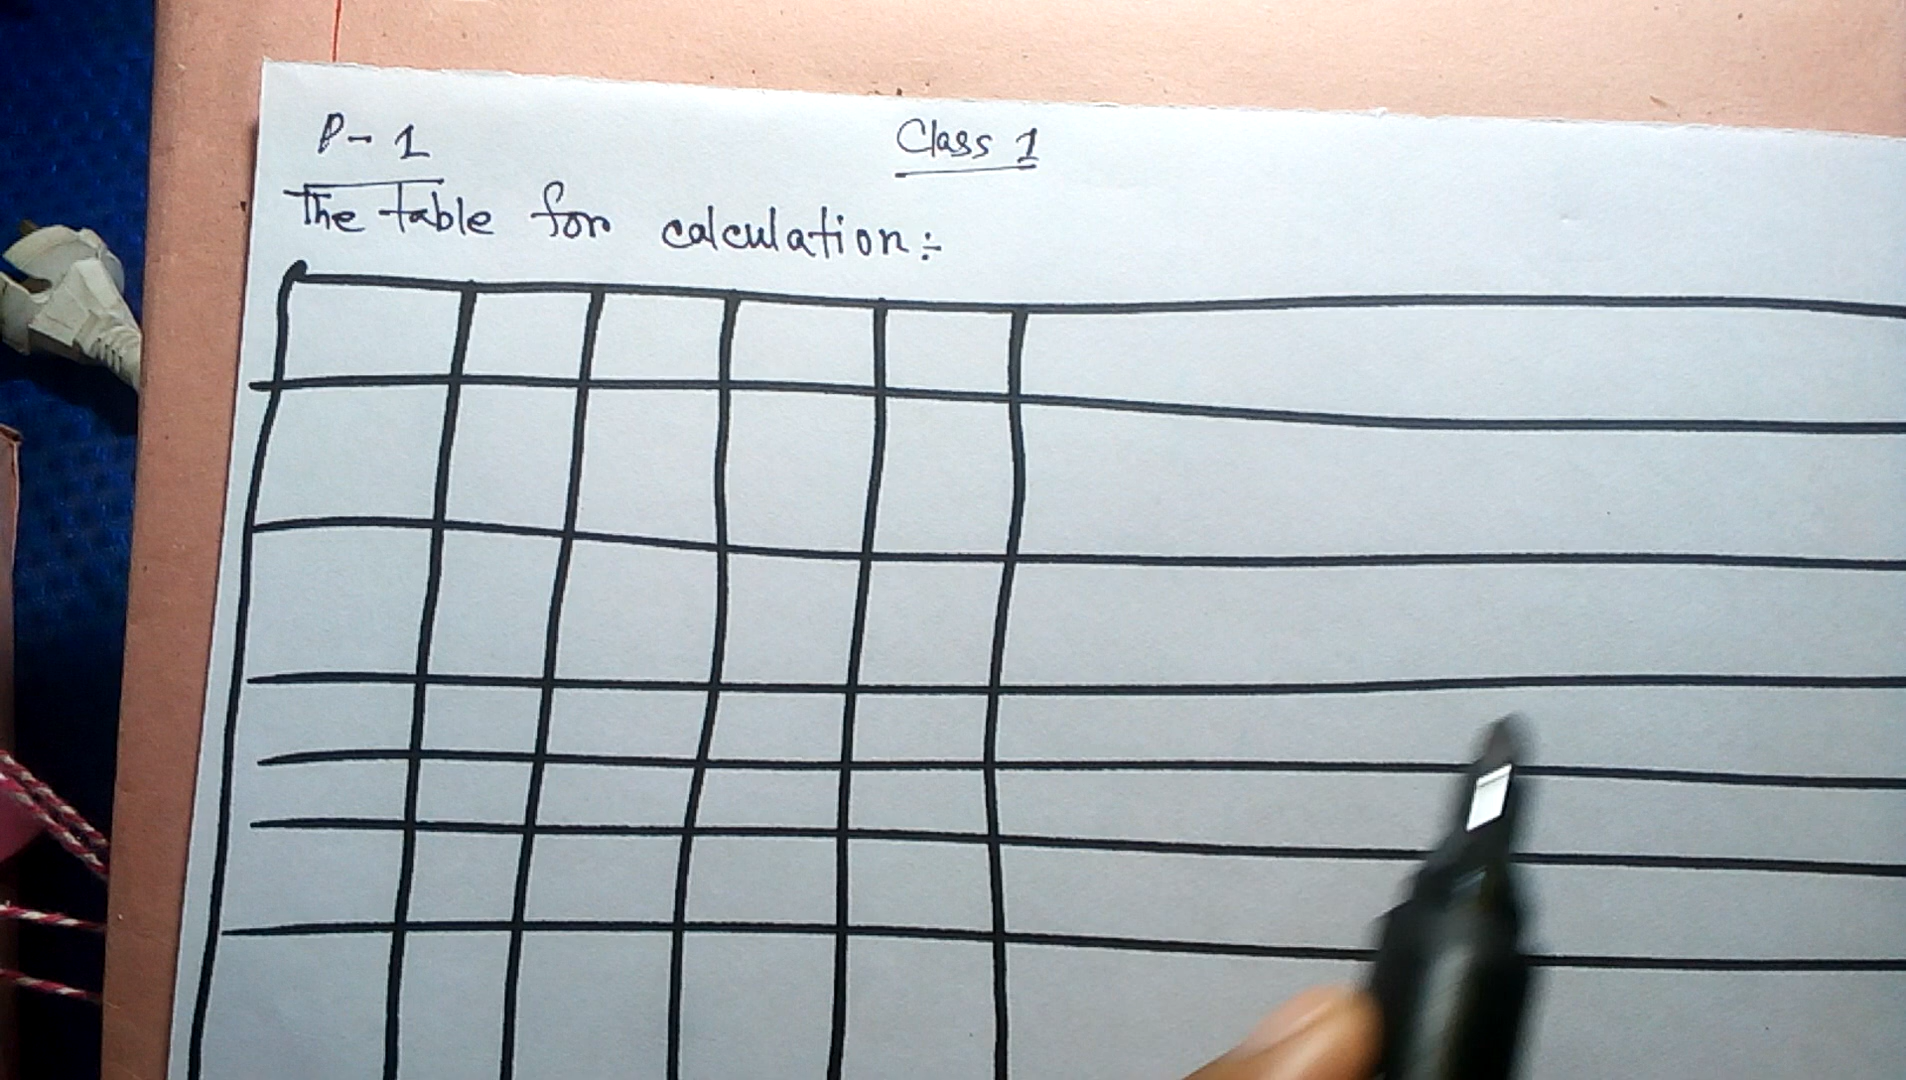 P-1
Class 1
The table for calculation:-